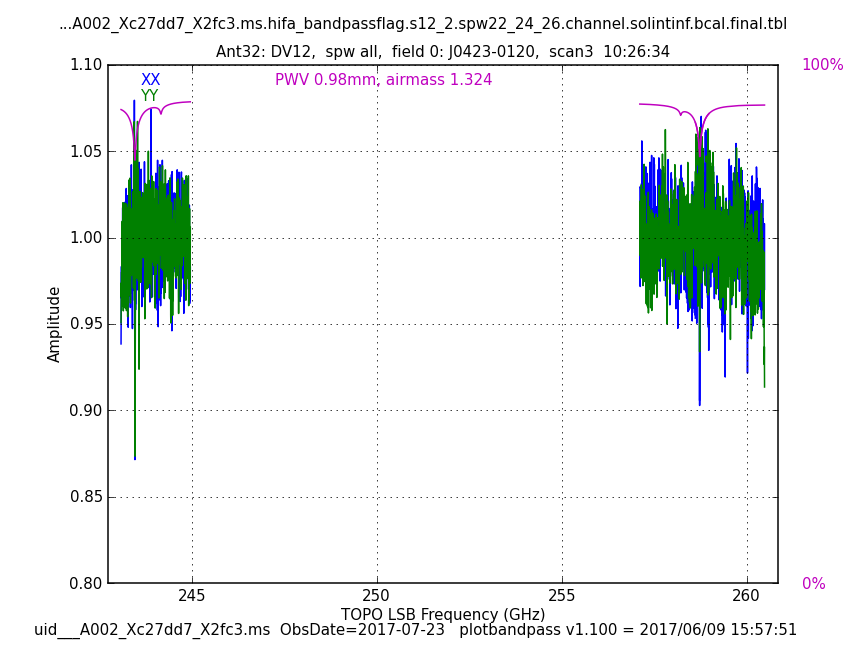 ...A002_Xc27dd7_X2fc3.ms.hifa_bandpassflag.s12_2.spw22_24_26.channel.solintinf.bcal.final.tbl
Ant32: DV12,  spw all,  field 0: J0423-0120,  scan3  10:26:34
1.10
100%
XX
PWV 0.98mm, airmass 1.324
YY
1.05
1.00
0.95
Amplitude
0.90
0.85
0.80
0%
245
250
255
260
TOPO LSB Frequency (GHz)
uid___A002_Xc27dd7_X2fc3.ms  ObsDate=2017-07-23   plotbandpass v1.100 = 2017/06/09 15:57:51